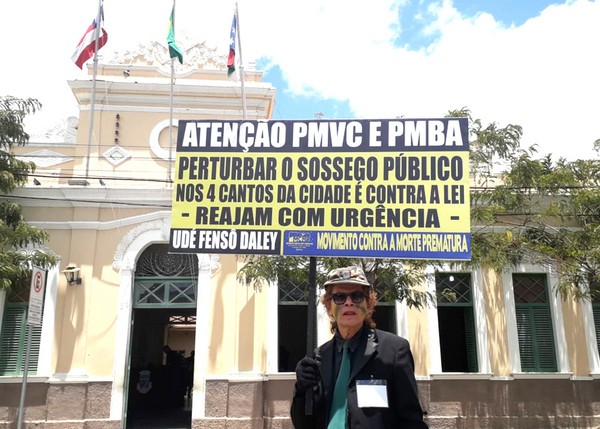 ATENÇÃO PMVC E PMBA
PERTURBAR O SOSSEGO PÚBLICO
NOS 4 CANTOS DA CIDADE É CONTRA A LEI
- REAJAM COM URGÊNCIA -
UDÊ FENSÔ DALEY
MOVIMENTO CONTRA A MORTE PREMATURA